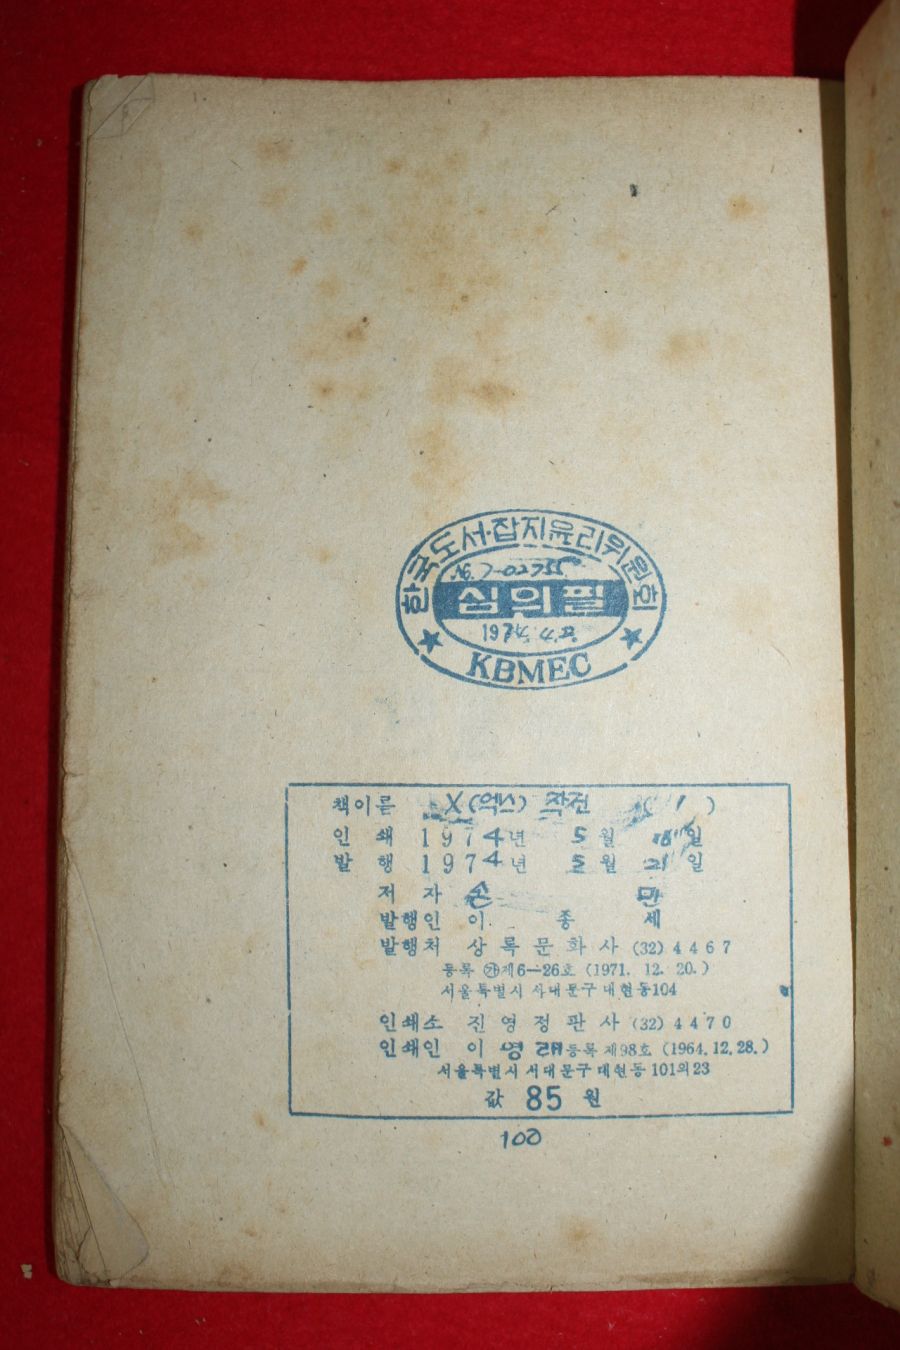 한국도서·잡지윤리위원회
심의필
KBMEC
책이름 X(엑스) 작전 (1)
인쇄 1974년 5월 18일
발행 1974년 5월 21일
저자 손 만
발행인 이 종 세
발행처 상록문화사 (32) 4467
등록 ㉮제6—26호 (1971. 12. 20.)
서울특별시 서대문구 대현동104
인쇄소 진영정판사 (32) 4470
인쇄인 이 영래 등록 제98호 (1964. 12. 28.)
서울특별시 서대문구 대현동 101의23
값 85 원
100